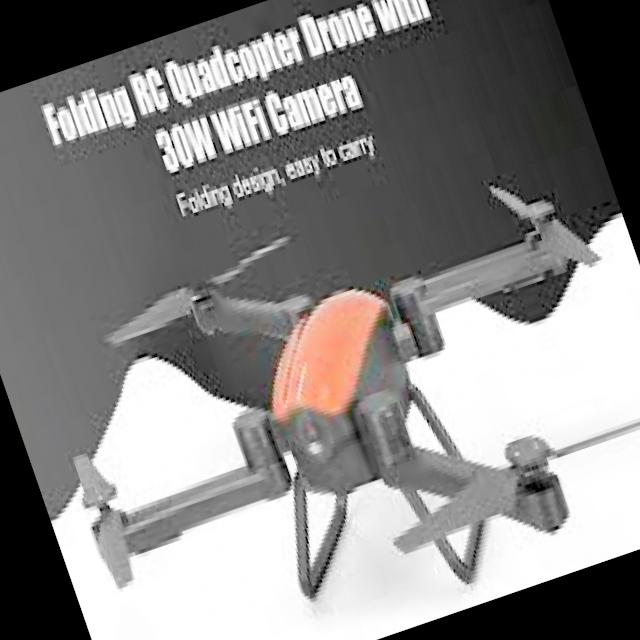 Folding RC Quadcopter Drone With
30W WiFi Camera
Folding design, easy to carry